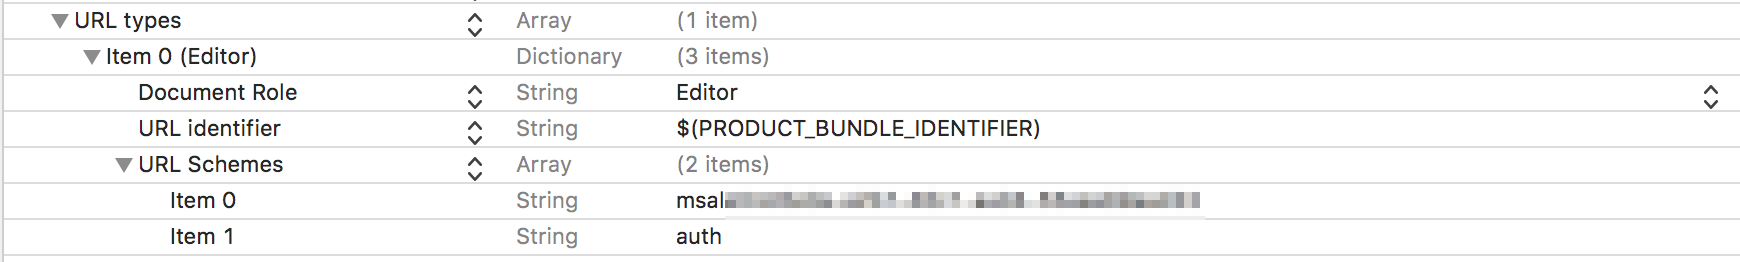 URL types Array (1 item)
Item 0 (Editor) Dictionary (3 items)
Document Role String Editor
URL identifier String $(PRODUCT_BUNDLE_IDENTIFIER)
URL Schemes Array (2 items)
Item 0 String msal
Item 1 String auth